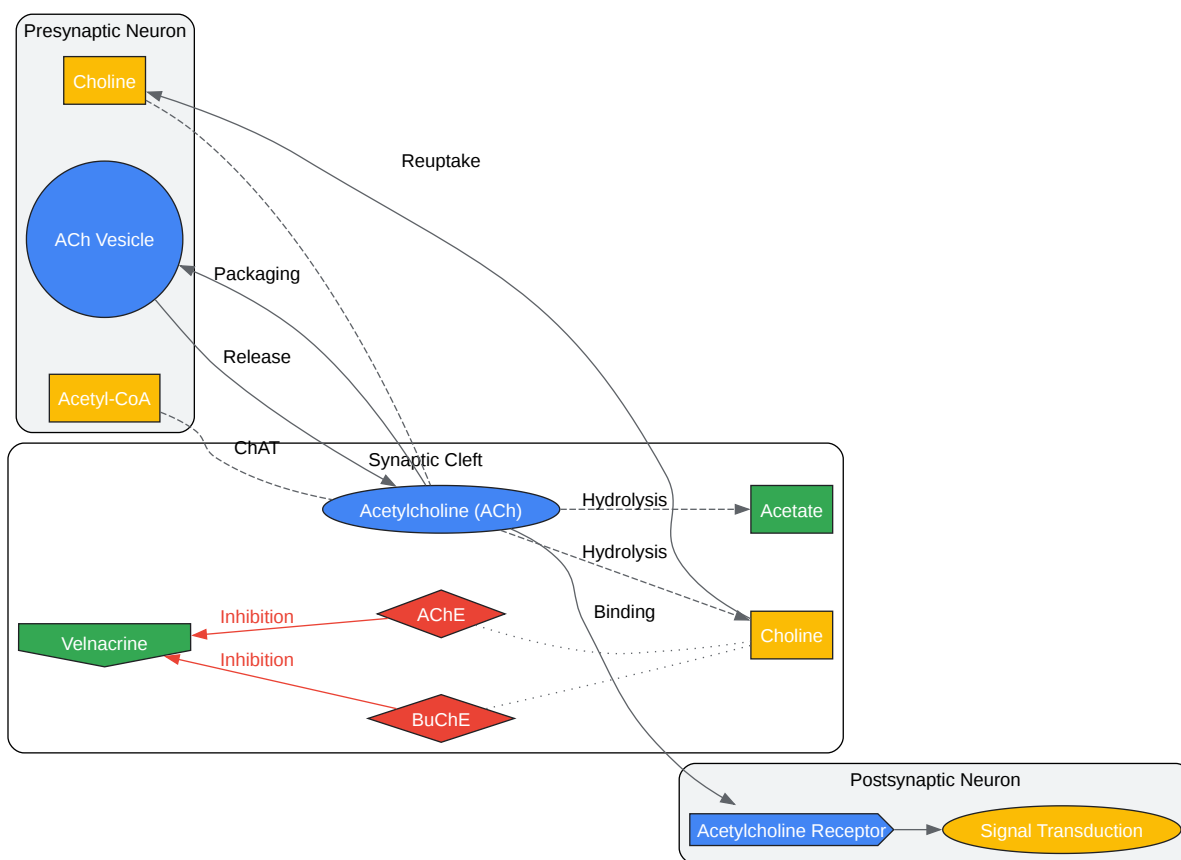 Presynaptic Neuron
Choline
Reuptake
ACh Vesicle
Packaging
Release
Acetyl-CoA
ChAT
Synaptic Cleft
Acetylcholine (ACh)
Hydrolysis
Acetate
Hydrolysis
AChE
Inhibition
Binding
Velnacrine
Choline
Inhibition
BuChE
Postsynaptic Neuron
Acetylcholine Receptor
Signal Transduction